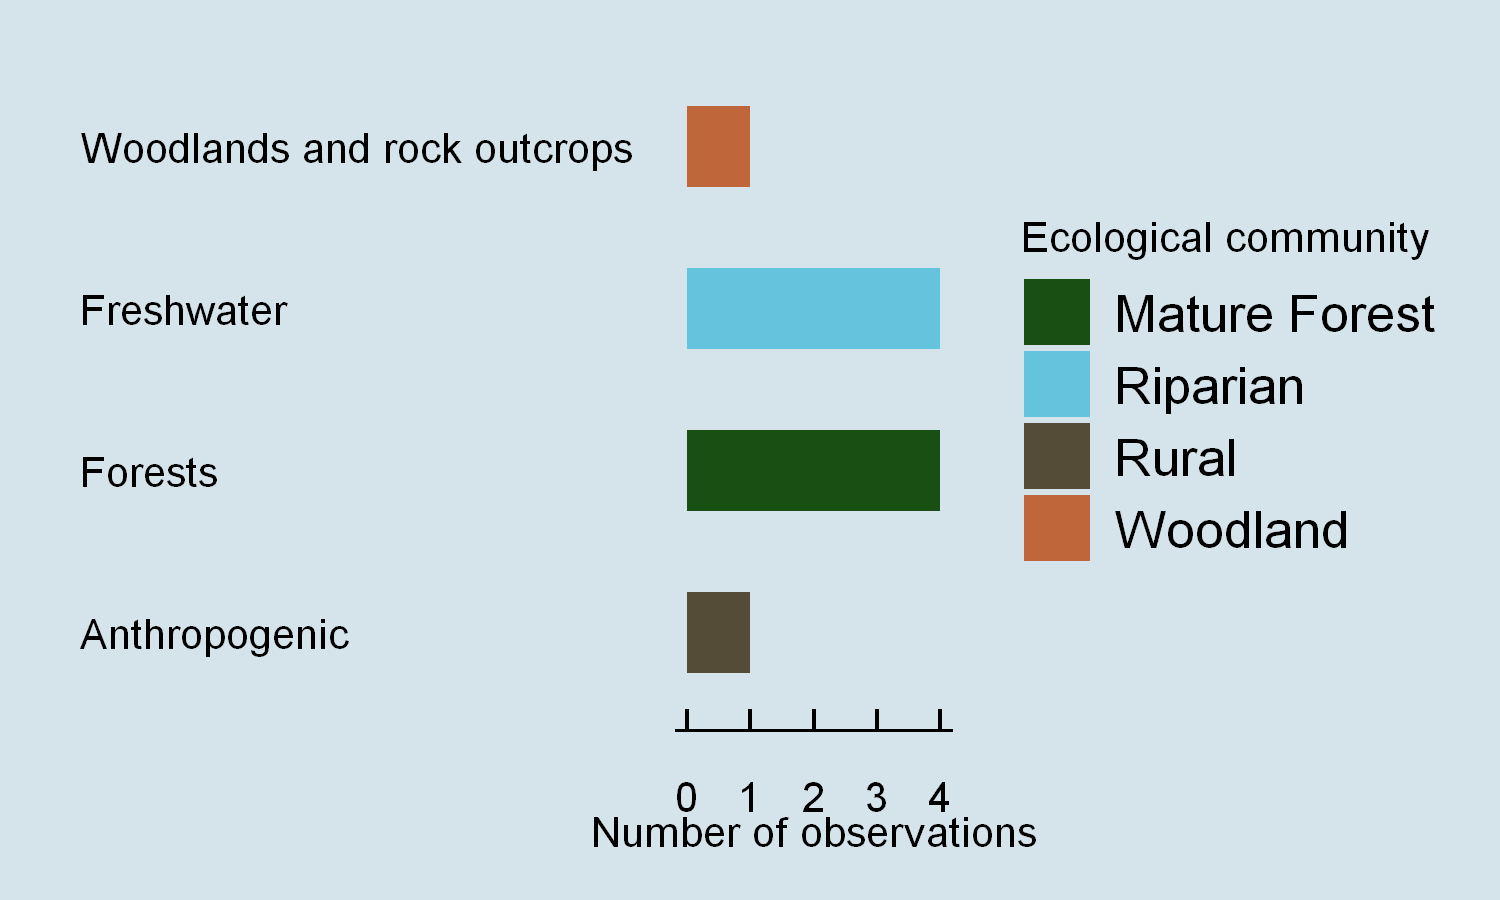 Woodlands and rock outcrops
Freshwater
Forests
Anthropogenic
0 1 2 3 4
Number of observations
Ecological community
Mature Forest
Riparian
Rural
Woodland